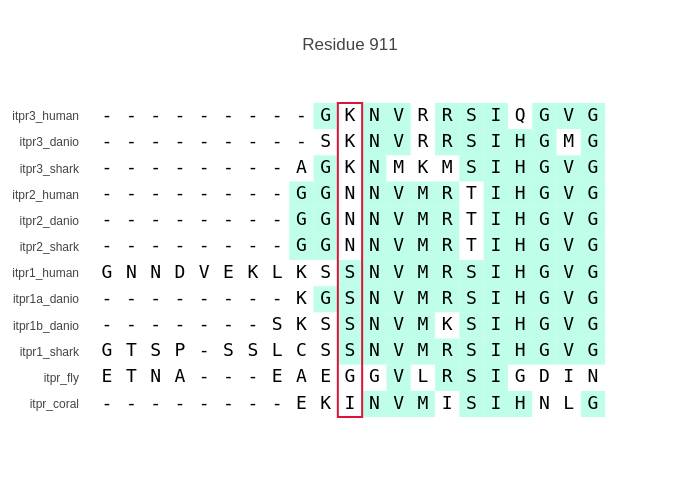 Residue 911
itpr3_human - - - - - - - - - G K N V R R S I Q G V G
itpr3_danio - - - - - - - - - S K N V R R S I H G M G
itpr3_shark - - - - - - - - A G K N M K M S I H G V G
itpr2_human - - - - - - - - G G N N V M R T I H G V G
itpr2_danio - - - - - - - - G G N N V M R T I H G V G
itpr2_shark - - - - - - - - G G N N V M R T I H G V G
itpr1_human G N N D V E K L K S S N V M R S I H G V G
itpr1a_danio - - - - - - - - K G S N V M R S I H G V G
itpr1b_danio - - - - - - - S K S S N V M K S I H G V G
itpr1_shark G T S P - S S L C S S N V M R S I H G V G
itpr_fly E T N A - - - E A E G G V L R S I G D I N
itpr_coral - - - - - - - - E K I N V M I S I H N L G